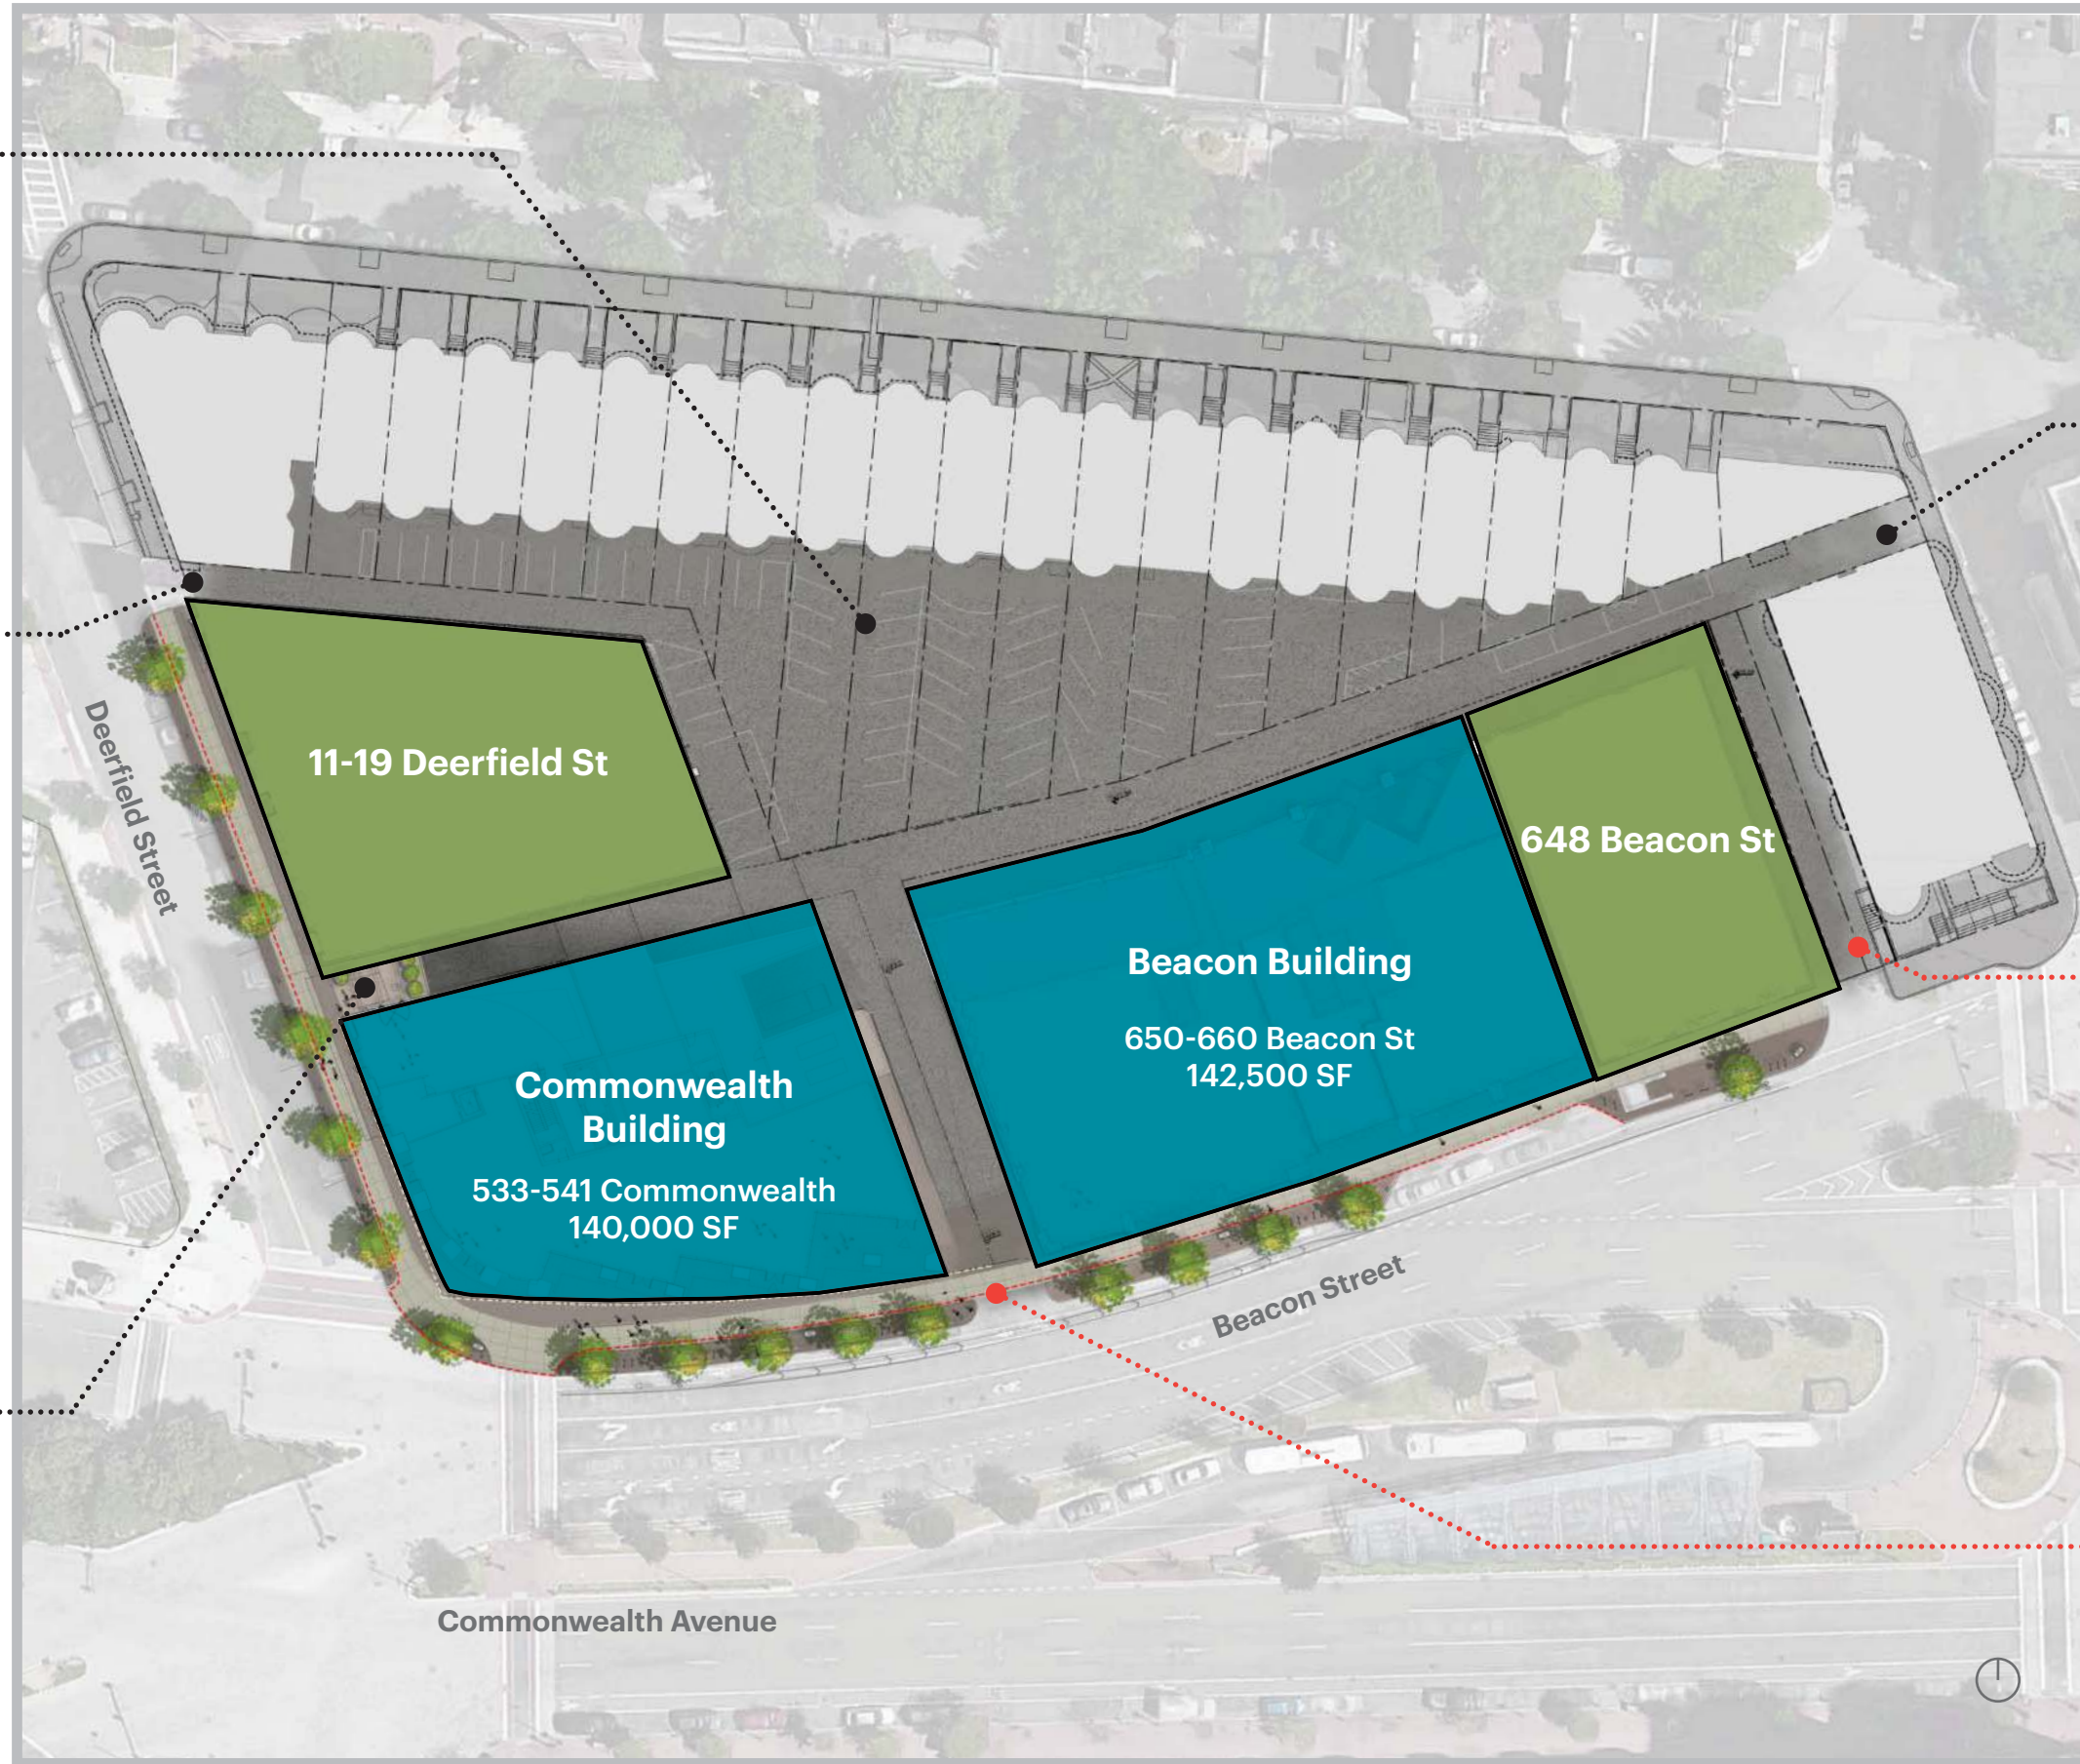 11-19 Deerfield St
Deerfield Street
648 Beacon St
Beacon Building
650-660 Beacon St
142,500 SF
Commonwealth
Building
533-541 Commonwealth
140,000 SF
Beacon Street
Commonwealth Avenue